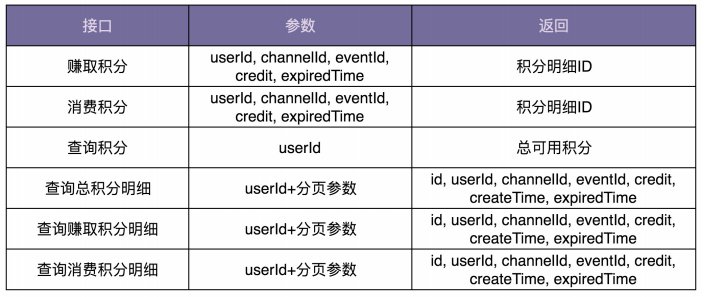 接口 参数 返回
赚取积分 userId, channelId, eventId, credit, expiredTime 积分明细ID
消费积分 userId, channelId, eventId, credit, expiredTime 积分明细ID
查询积分 userId 总可用积分
查询总积分明细 userId+分页参数 id, userId, channelId, eventId, credit, createTime, expiredTime
查询赚取积分明细 userId+分页参数 id, userId, channelId, eventId, credit, createTime, expiredTime
查询消费积分明细 userId+分页参数 id, userId, channelId, eventId, credit, createTime, expiredTime